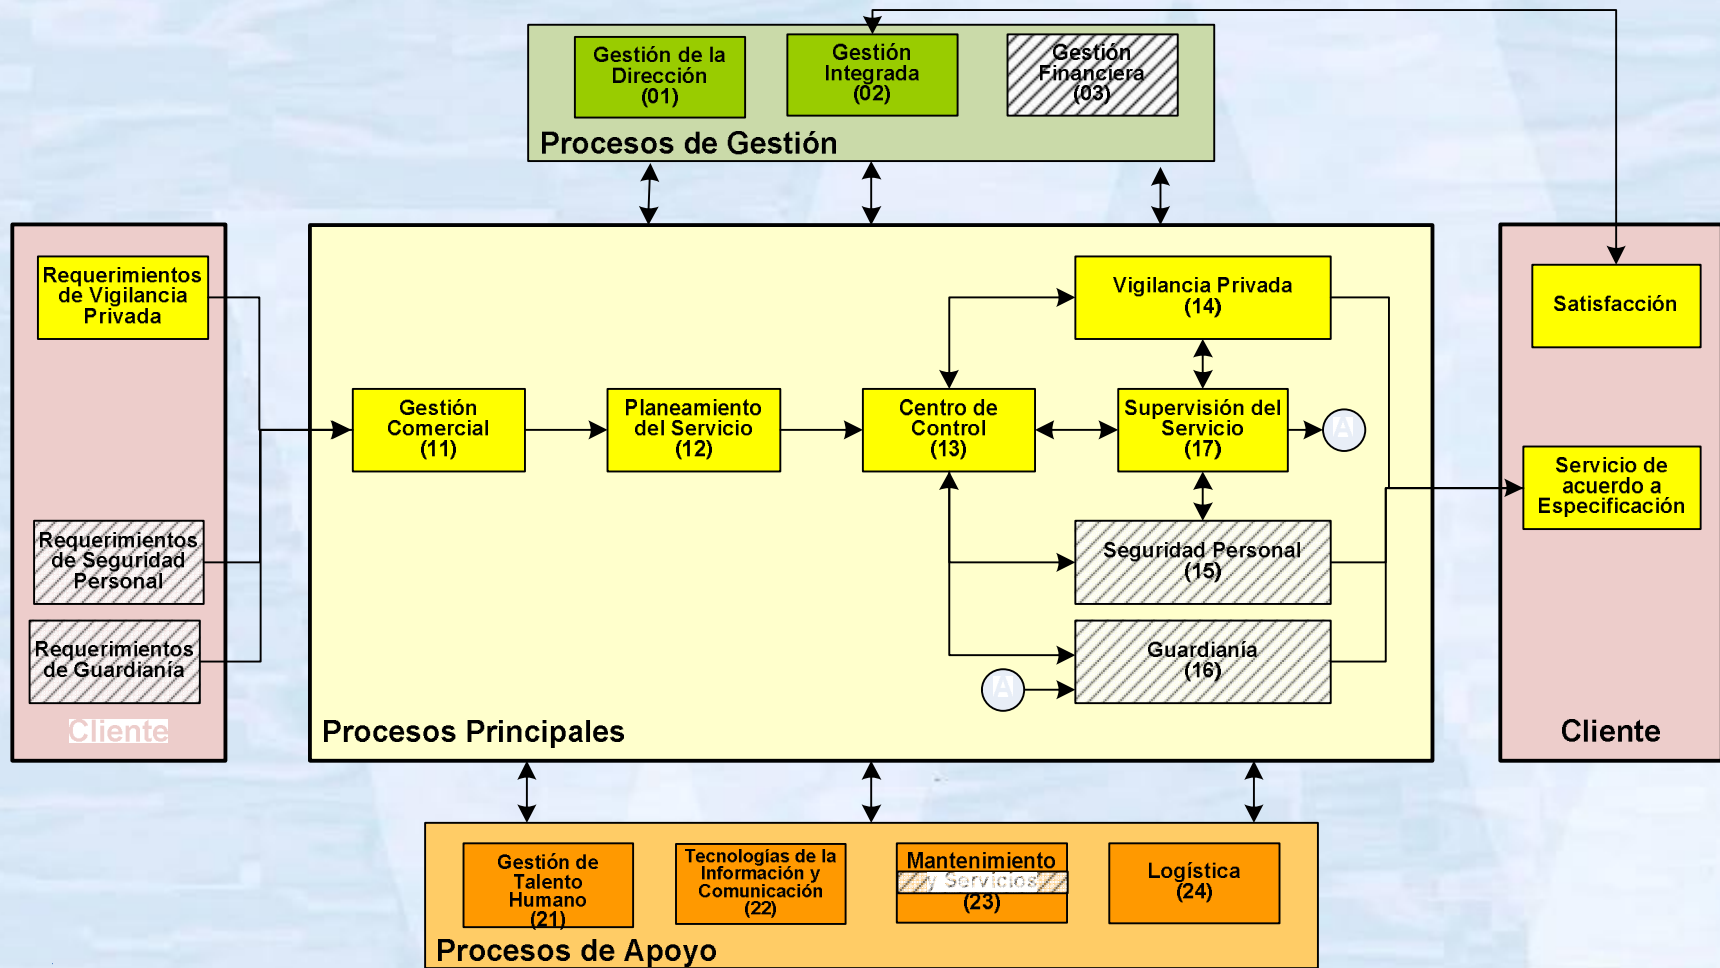 Gestión de la
Dirección
(01)
Gestión
Integrada
(02)
Gestión
Financiera
(03)
Procesos de Gestión
Requerimientos
de Vigilancia
Privada
Requerimientos
de Seguridad
Personal
Requerimientos
de Guardianía
Cliente
Gestión
Comercial
(11)
Planeamiento
del Servicio
(12)
Centro de
Control
(13)
Vigilancia Privada
(14)
Supervisión del
Servicio
(17)
A
Seguridad Personal
(15)
Guardianía
(16)
A
Procesos Principales
Satisfacción
Servicio de
acuerdo a
Especificación
Cliente
Gestión de
Talento
Humano
(21)
Tecnologías de la
Información y
Comunicación
(22)
Mantenimiento
y Servicios
(23)
Logística
(24)
Procesos de Apoyo